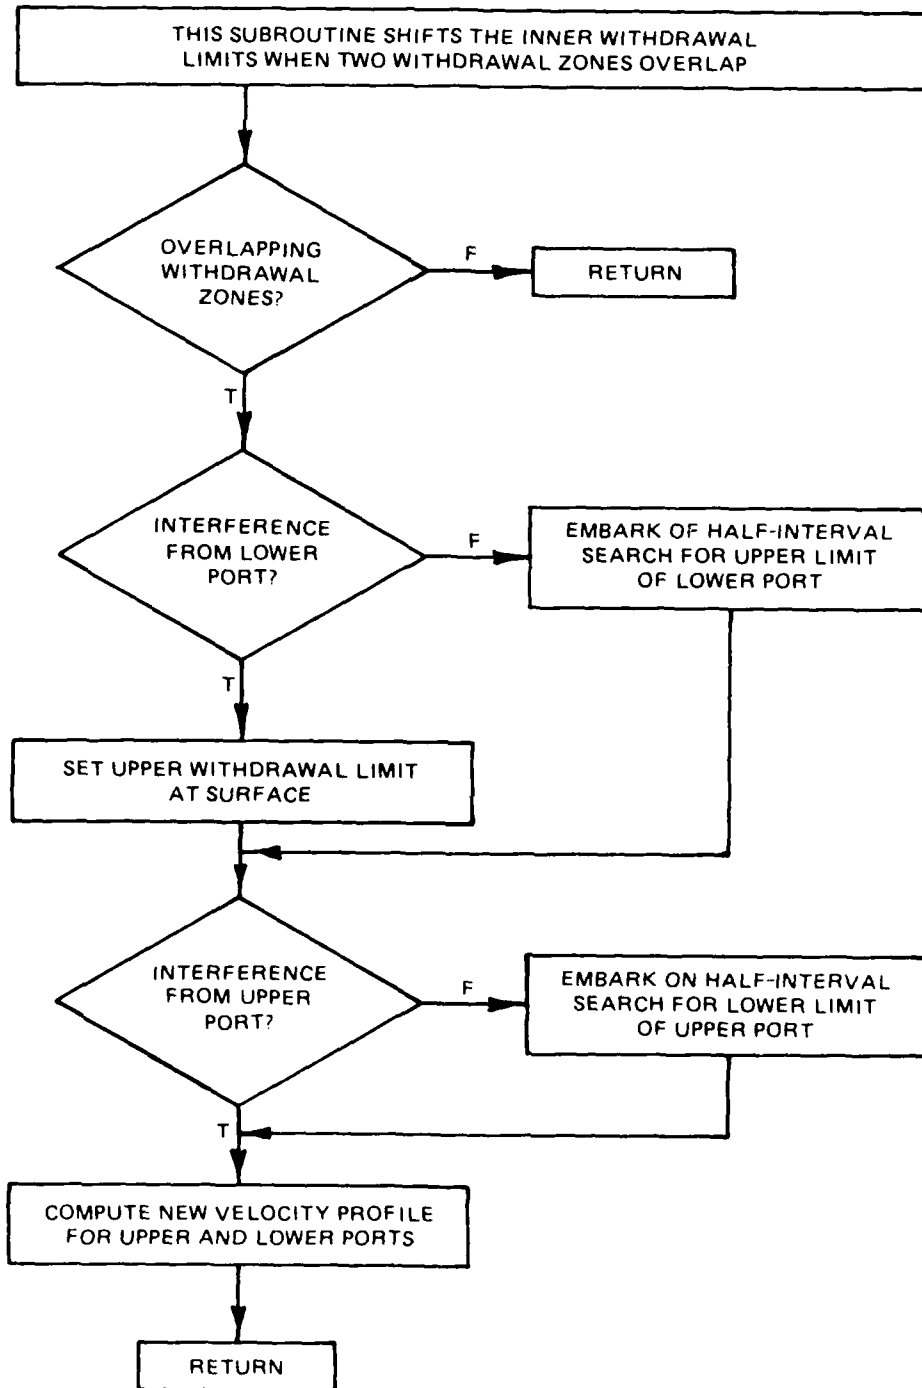 THIS SUBROUTINE SHIFTS THE INNER WITHDRAWAL
LIMITS WHEN TWO WITHDRAWAL ZONES OVERLAP
OVERLAPPING
WITHDRAWAL
ZONES?
F
RETURN
T
INTERFERENCE
FROM LOWER
PORT?
F
EMBARK OF HALF-INTERVAL
SEARCH FOR UPPER LIMIT
OF LOWER PORT
T
SET UPPER WITHDRAWAL LIMIT
AT SURFACE
INTERFERENCE
FROM UPPER
PORT?
F
EMBARK ON HALF-INTERVAL
SEARCH FOR LOWER LIMIT
OF UPPER PORT
T
COMPUTE NEW VELOCITY PROFILE
FOR UPPER AND LOWER PORTS
RETURN